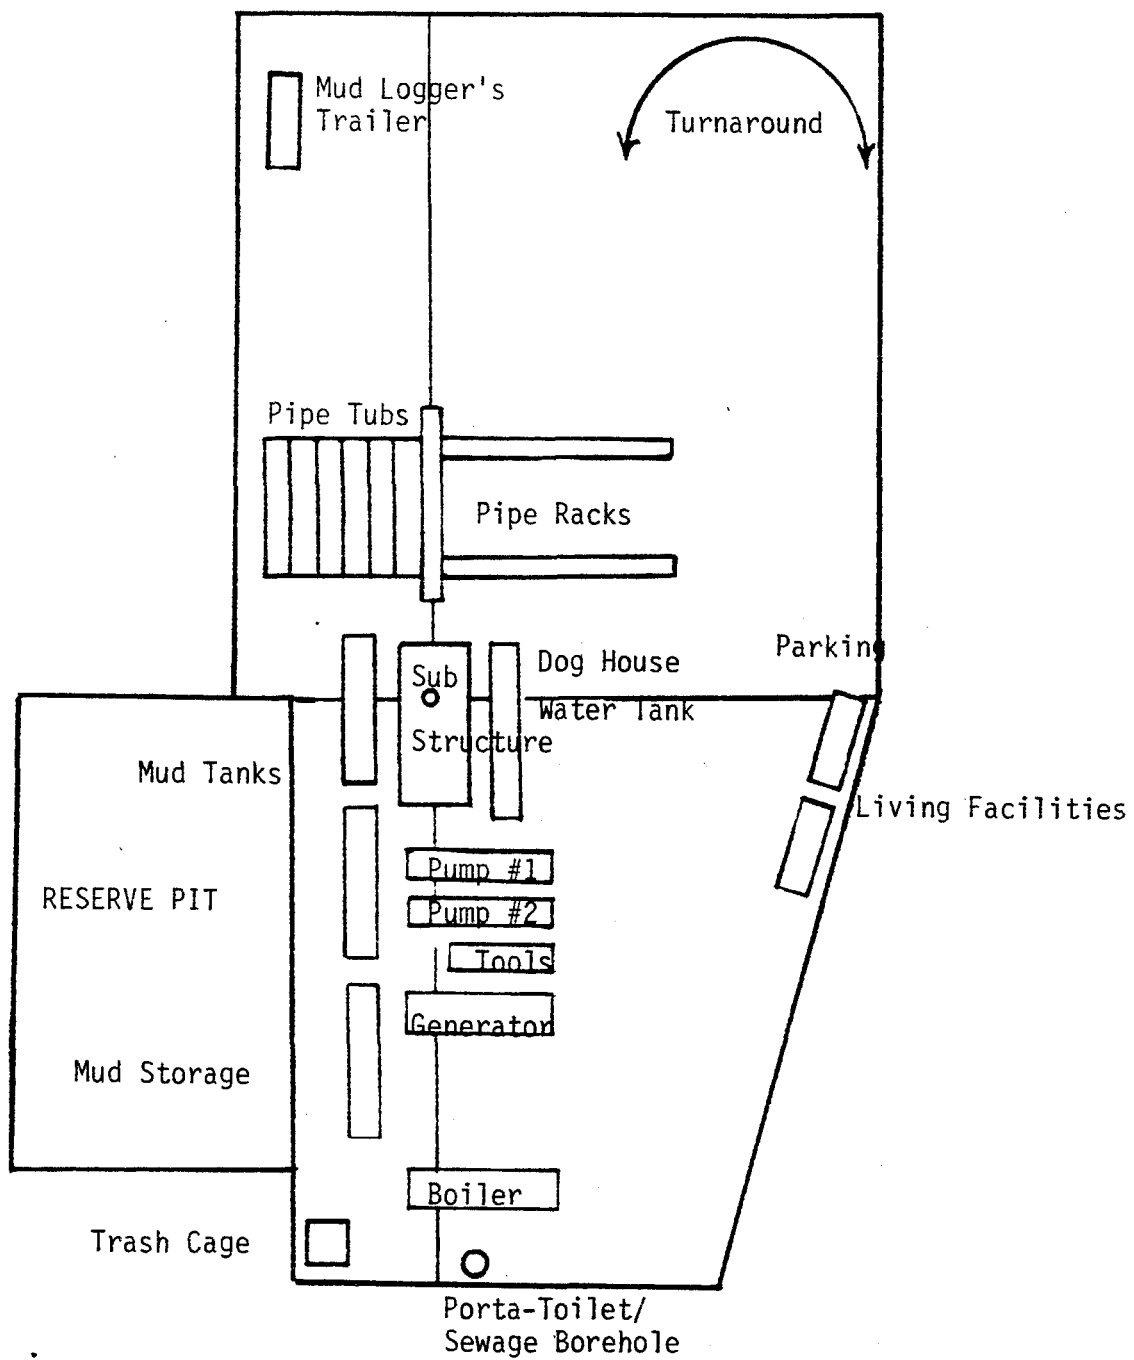 Mud Logger's
Trailer
Turnaround
Pipe Tubs
Pipe Racks
Parking
Sub
Structure
Dog House
Water Tank
Mud Tanks
Living Facilities
Pump #1
RESERVE PIT
Pump #2
Tools
Generator
Mud Storage
Boiler
Trash Cage
Porta-Toilet/
Sewage Borehole